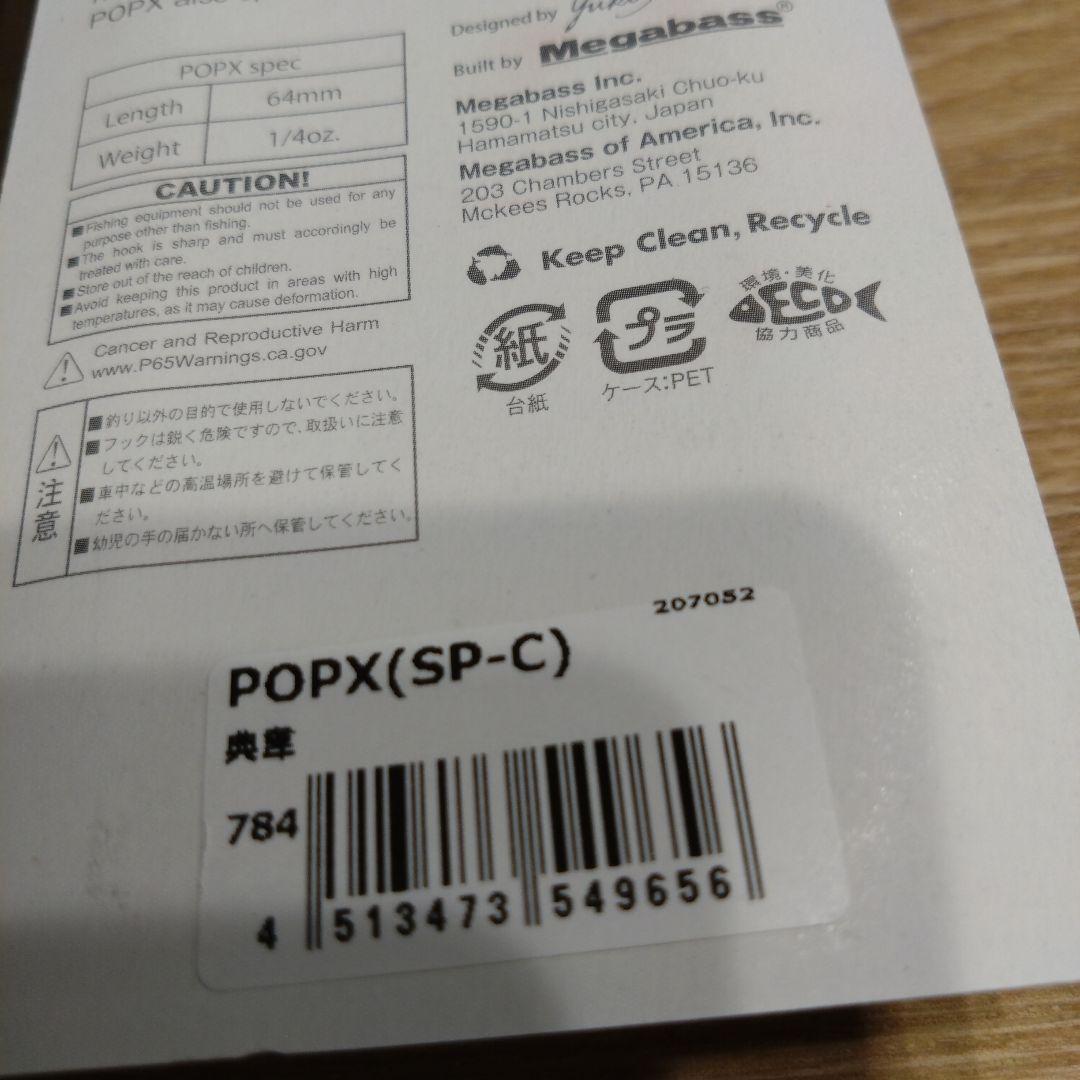 POPX
POPX spec
Length 64mm
Weight 1/4oz.
CAUTION!
■Fishing equipment should not be used for any
purpose other than fishing.
■The hook is sharp and must accordingly be
treated with care.
■Store out of the reach of children.
■Avoid keeping this product in areas with high
temperatures, as it may cause deformation.
Cancer and Reproductive Harm
www.P65Warnings.ca.gov
注意
■釣り以外の目的で使用しないでください。
■フックは鋭く危険ですので、取扱いに注意
してください。
■車中などの高温場所を避けて保管してく
ださい。
■幼児の手の届かない所へ保管してください。
Designed by
Built by Megabass®
Megabass Inc.
1590-1 Nishigasaki Chuo-ku
Hamamatsu city, Japan
Megabass of America, Inc.
203 Chambers Street
Mckees Rocks, PA 15136
Keep Clean, Recycle
紙
台紙
プラ
ケース:PET
環境・美化
ECO
協力商品
207052
POPX(SP-C)
784
4 513473 549656